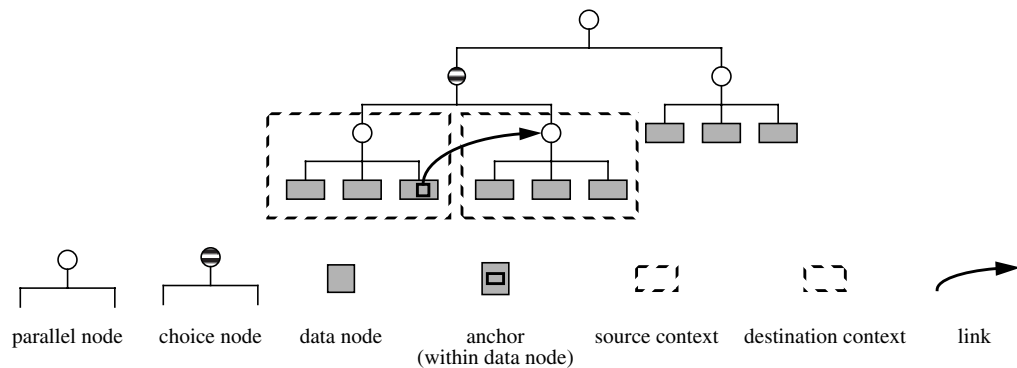 parallel node
choice node
data node
anchor
(within data node)
source context
destination context
link